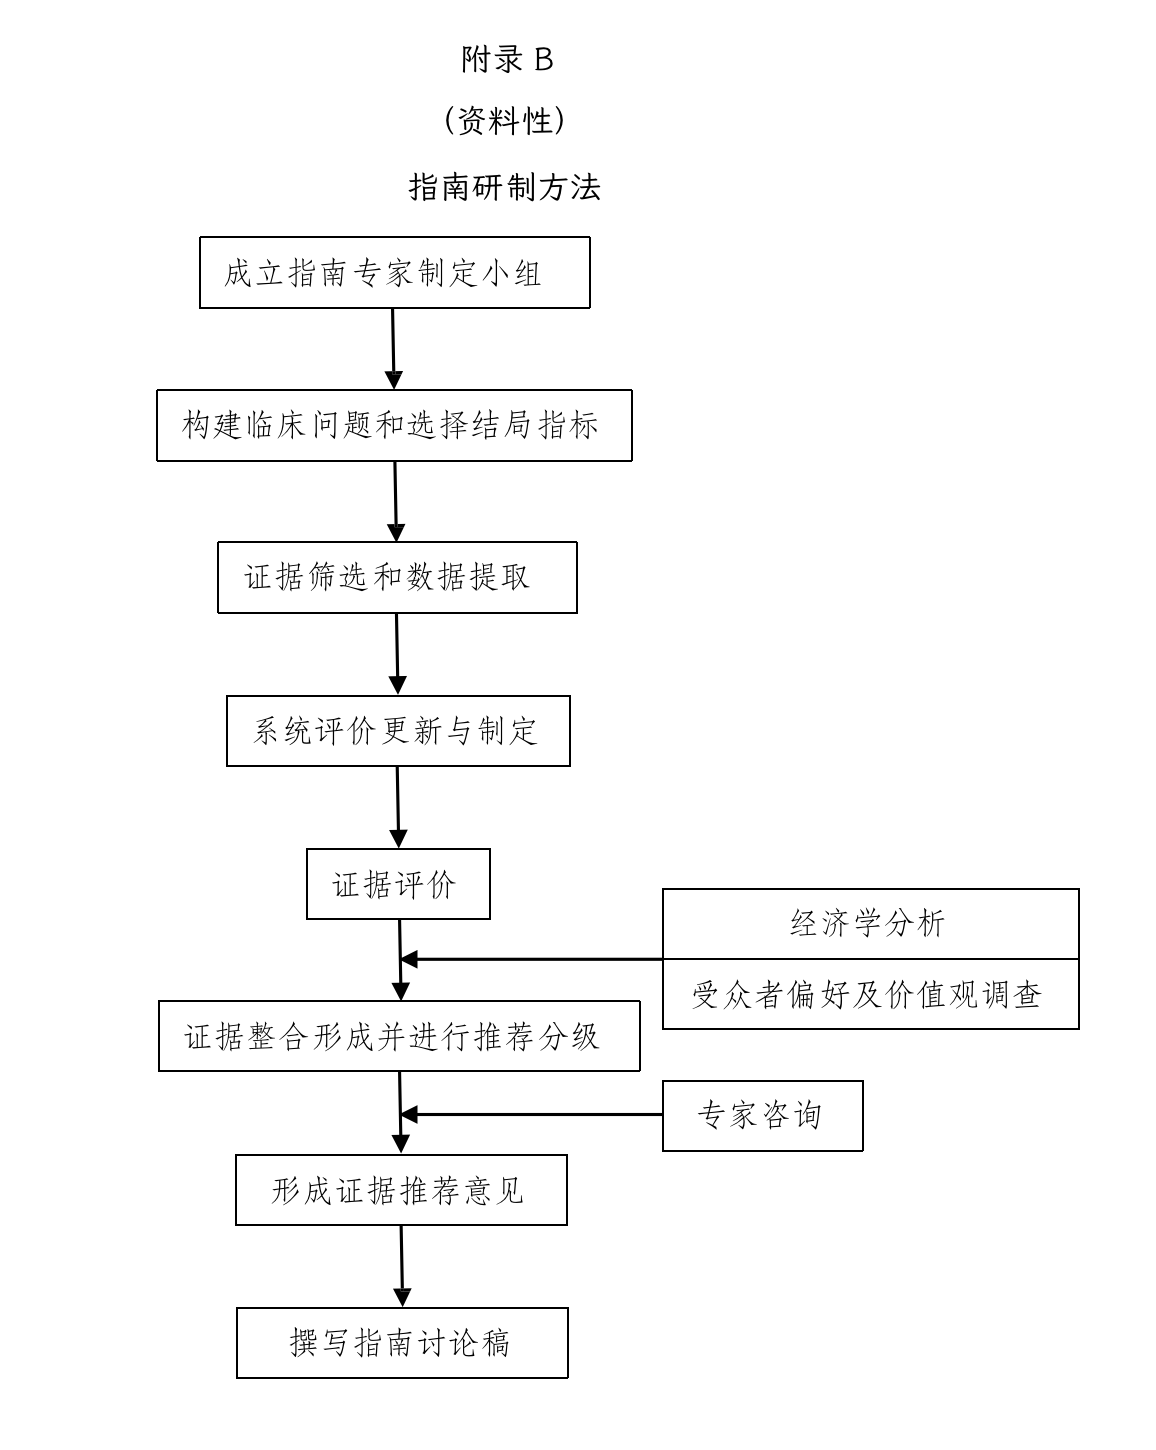 附录 B
(资料性)
指南研制方法
成立指南专家制定小组
构建临床问题和选择结局指标
证据筛选和数据提取
系统评价更新与制定
证据评价
经济学分析
受众者偏好及价值观调查
证据整合形成并进行推荐分级
专家咨询
形成证据推荐意见
撰写指南讨论稿